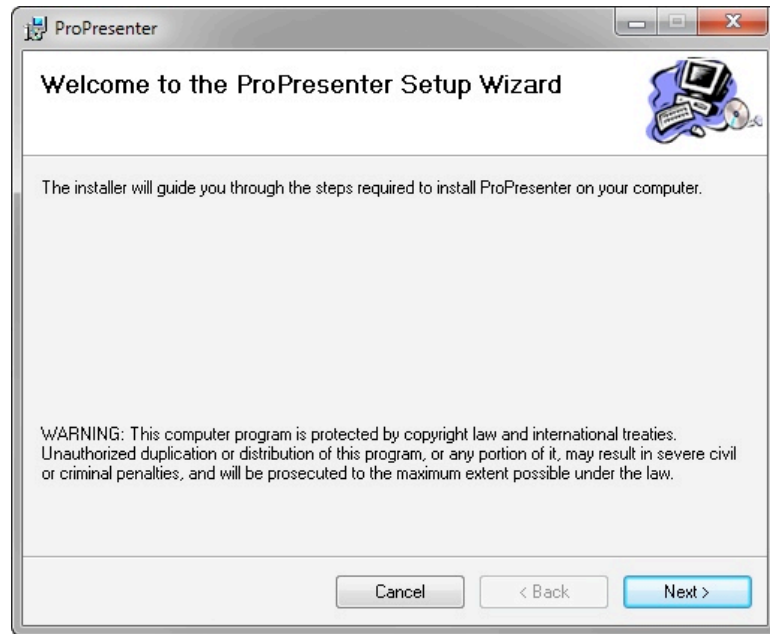 ProPresenter
Welcome to the ProPresenter Setup Wizard
The installer will guide you through the steps required to install ProPresenter on your computer.
WARNING: This computer program is protected by copyright law and international treaties.
Unauthorized duplication or distribution of this program, or any portion of it, may result in severe civil
or criminal penalties, and will be prosecuted to the maximum extent possible under the law.
Cancel
< Back
Next >